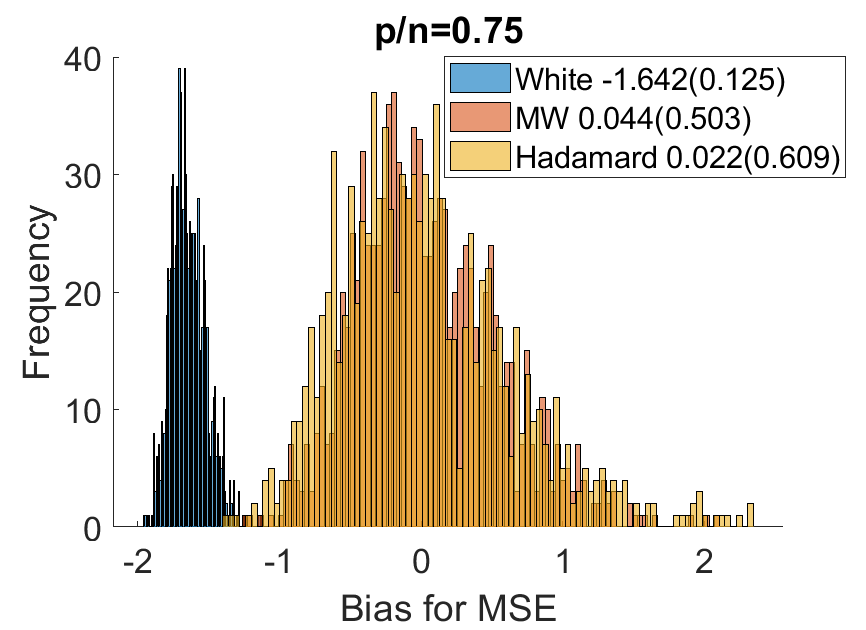 p/n=0.75
White -1.642(0.125)
MW 0.044(0.503)
Hadamard 0.022(0.609)
Frequency
40
30
20
10
0
-2 -1 0 1 2
Bias for MSE